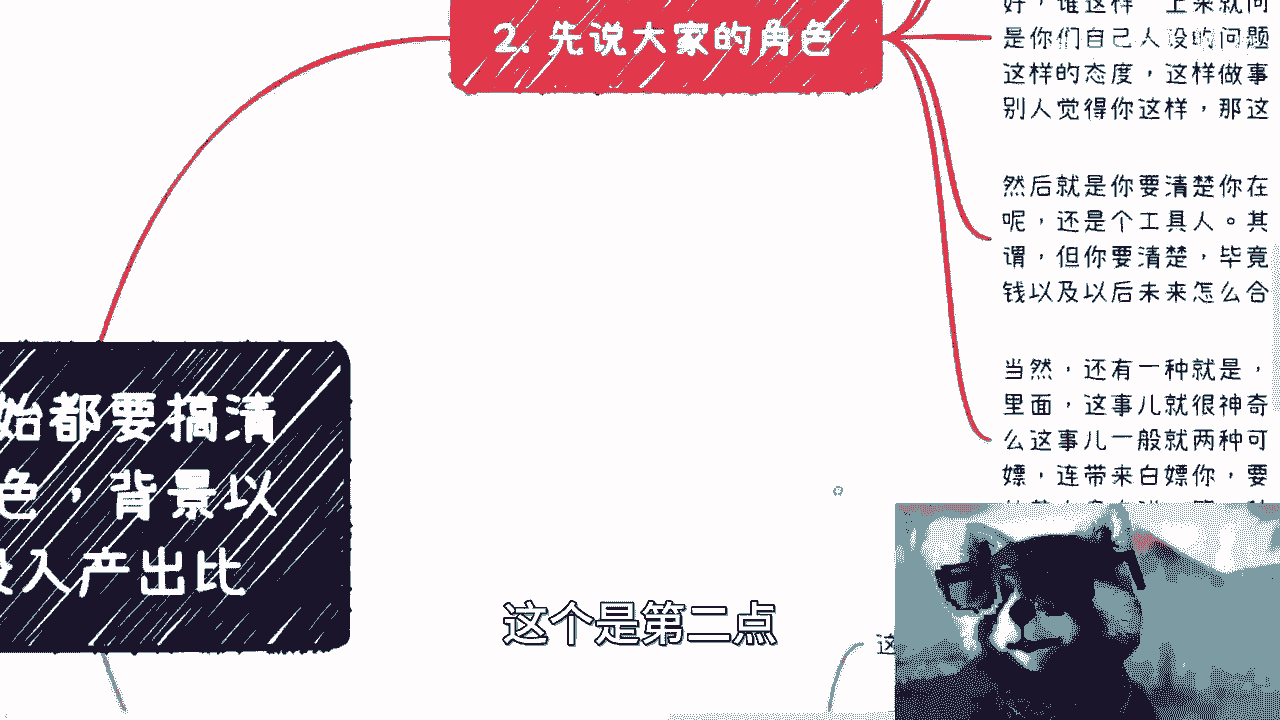 2. 先说大家的角色
好，谁这样一上来就问
是你们自己人设的问题
这样的态度，这样做事
别人觉得你这样，那这
然后就是你要清楚你在
呢，还是个工具人。其
谓，但你要清楚，毕竟
钱以及以后未来怎么合
当然，还有一种就是，
里面，这事儿就很神奇
么这事儿一般就两种可
嫖，连带来白嫖你，要
始都要搞清
色，背景以
投入产出比
这个是第二点
这